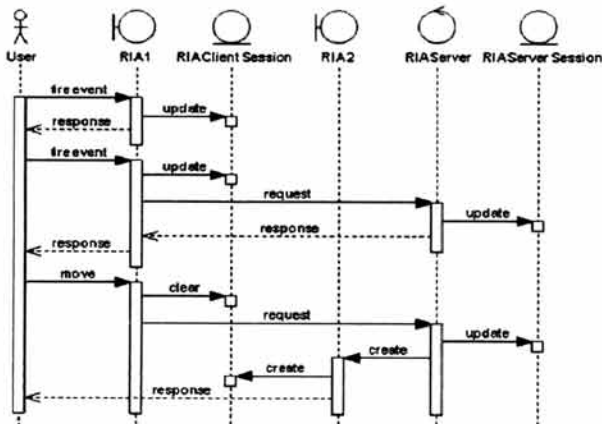 User RIA1 RIAClient Session RIA2 RIAServer RIAServer Session
fire event
update
response
fire event
update
request
update
response
response
move
clear
request
update
create
create
response